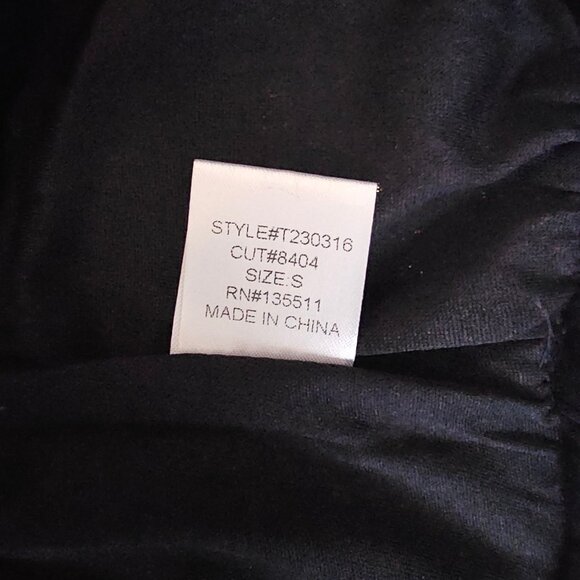 STYLE#T230316
CUT#8404
SIZE:S
RN#135511
MADE IN CHINA